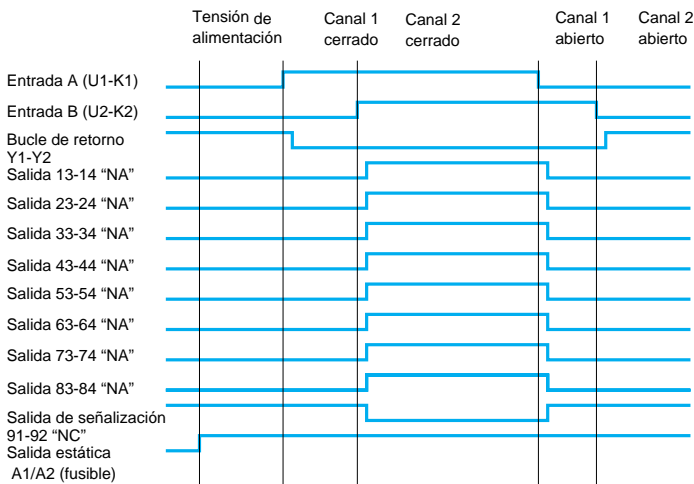 Tensión de
alimentación
Canal 1
cerrado
Canal 2
cerrado
Canal 1
abierto
Canal 2
abierto
Entrada A (U1-K1)
Entrada B (U2-K2)
Bucle de retorno
Y1-Y2
Salida 13-14 “NA”
Salida 23-24 “NA”
Salida 33-34 “NA”
Salida 43-44 “NA”
Salida 53-54 “NA”
Salida 63-64 “NA”
Salida 73-74 “NA”
Salida 83-84 “NA”
Salida de señalización
91-92 “NC”
Salida estática
A1/A2 (fusible)